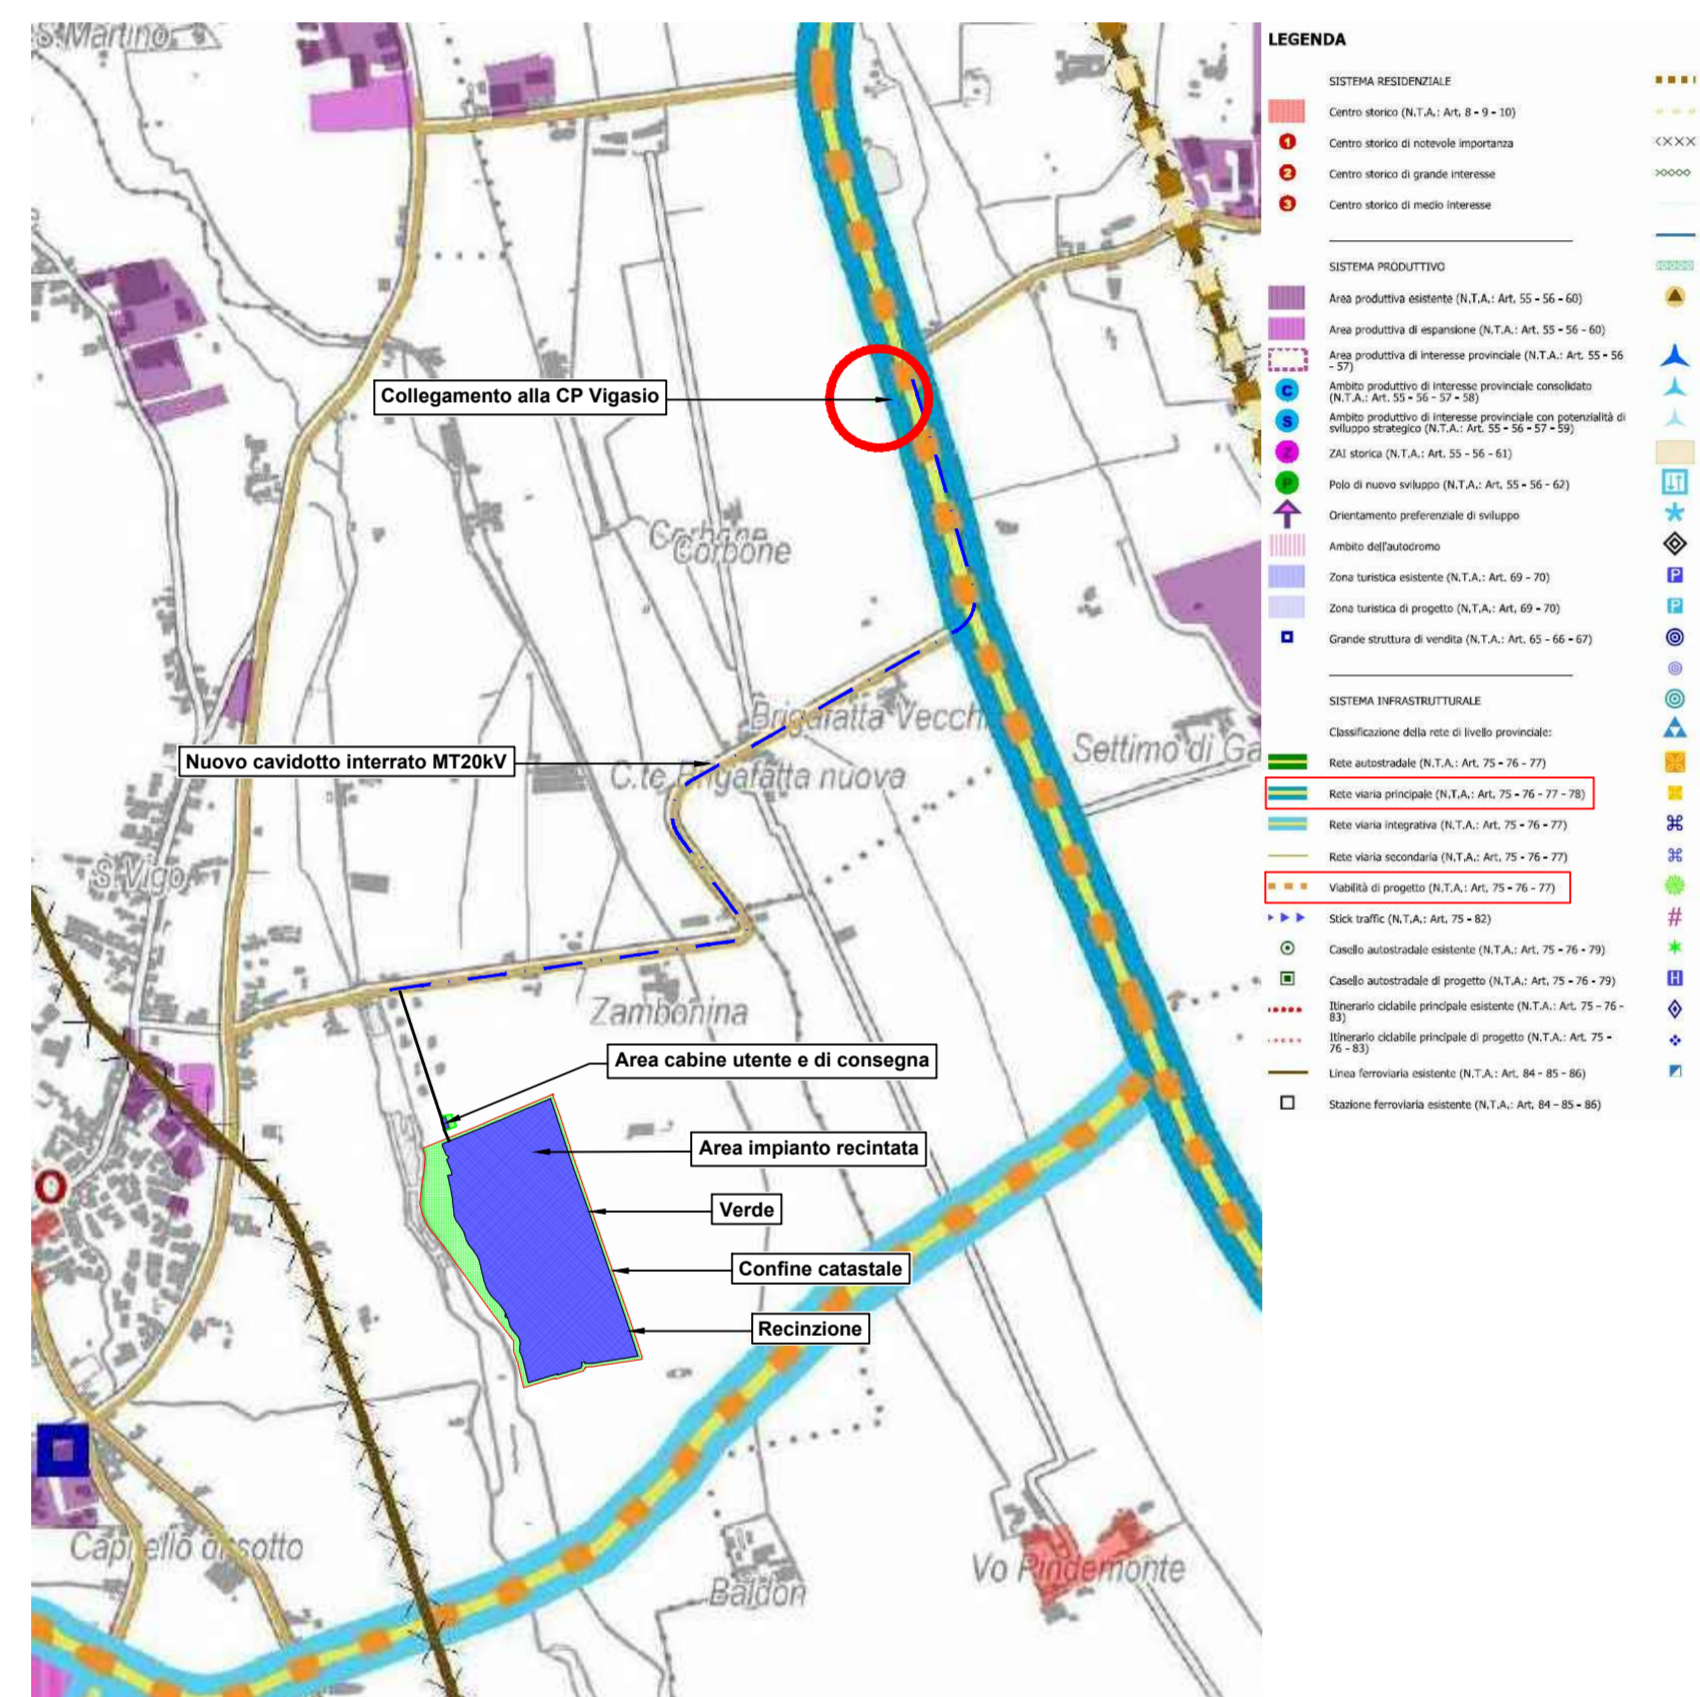 S. Martino
Collegamento alla CP Vigasio
Corbone
Corbone
Brigafatta Vecch
Nuovo cavidotto interrato MT20kV
C.te Brigafatta nuova
Settimo di Ga
S. Vigo
Zambonina
Area cabine utente e di consegna
Area impianto recintata
Verde
Confine catastale
Recinzione
Cappello di sotto
Baldon
Vo Pindemonte
LEGENDA
SISTEMA RESIDENZIALE
Centro storico (N.T.A.: Art. 8 - 9 - 10)
1 Centro storico di notevole importanza
2 Centro storico di grande interesse
3 Centro storico di medio interesse
SISTEMA PRODUTTIVO
Area produttiva esistente (N.T.A.: Art. 55 - 56 - 60)
Area produttiva di espansione (N.T.A.: Art. 55 - 56 - 60)
Area produttiva di interesse provinciale (N.T.A.: Art. 55 - 56
- 57)
C Ambito produttivo di interesse provinciale consolidato
(N.T.A.: Art. 55 - 56 - 57 - 58)
S Ambito produttivo di interesse provinciale con potenzialità di
sviluppo strategico (N.T.A.: Art. 55 - 56 - 57 - 59)
Z ZAI storica (N.T.A.: Art. 55 - 56 - 61)
P Polo di nuovo sviluppo (N.T.A.: Art. 55 - 56 - 62)
Orientamento preferenziale di sviluppo
Ambito dell'autodromo
Zona turistica esistente (N.T.A.: Art. 69 - 70)
P
Zona turistica di progetto (N.T.A.: Art. 69 - 70)
P
Grande struttura di vendita (N.T.A.: Art. 65 - 66 - 67)
SISTEMA INFRASTRUTTURALE
Classificazione della rete di livello provinciale:
Rete autostradale (N.T.A.: Art. 75 - 76 - 77)
Rete viaria principale (N.T.A.: Art. 75 - 76 - 77 - 78)
Rete viaria integrativa (N.T.A.: Art. 75 - 76 - 77)
Rete viaria secondaria (N.T.A.: Art. 75 - 76 - 77)
Viabilità di progetto (N.T.A.: Art. 75 - 76 - 77)
Stick traffic (N.T.A.: Art. 75 - 82)
#
Casello autostradale esistente (N.T.A.: Art. 75 - 76 - 79)
Casello autostradale di progetto (N.T.A.: Art. 75 - 76 - 79)
H
Itinerario ciclabile principale esistente (N.T.A.: Art. 75 - 76 -
83)
Itinerario ciclabile principale di progetto (N.T.A.: Art. 75 -
76 - 83)
Linea ferroviaria esistente (N.T.A.: Art. 84 - 85 - 86)
Stazione ferroviaria esistente (N.T.A.: Art. 84 - 85 - 86)